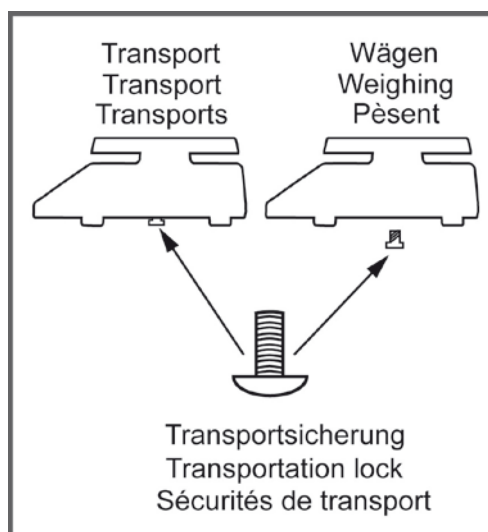 Transport
Transport
Transports
Wägen
Weighing
Pèsent
Transportsicherung
Transportation lock
Sécurités de transport